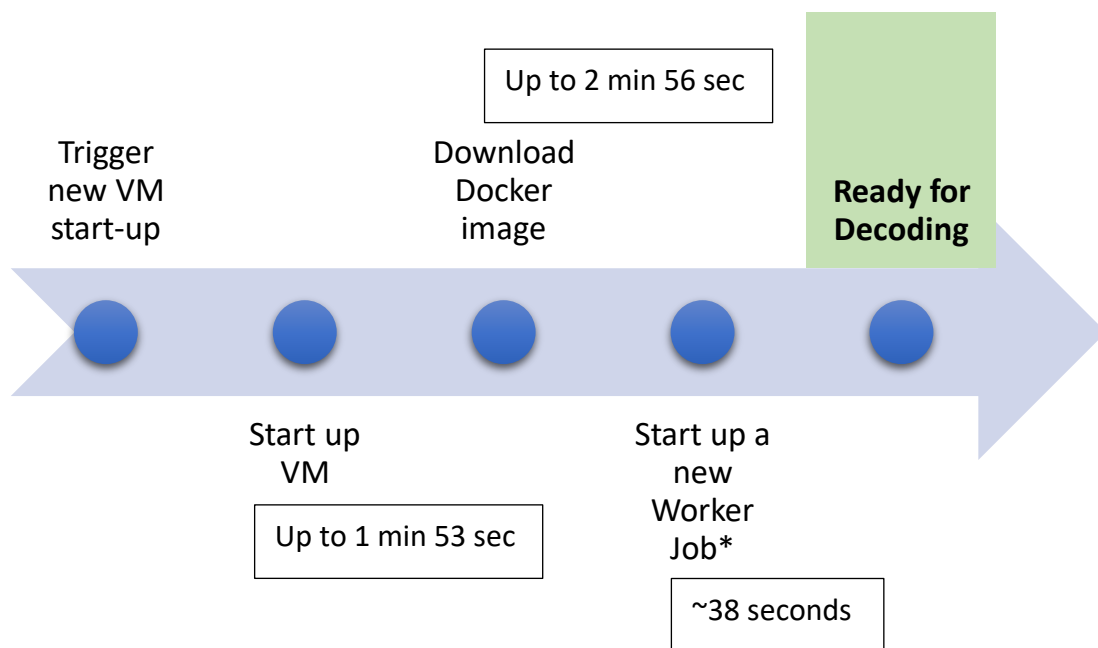 Up to 2 min 56 sec
Trigger
new VM
start-up
Download
Docker
image
Ready for
Decoding
Start up
VM
Up to 1 min 53 sec
Start up a
new
Worker
Job*
~38 seconds